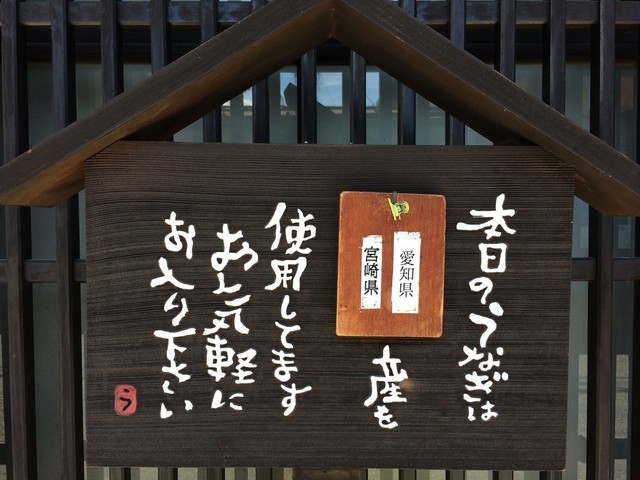 本日のうなぎは
愛知県
宮崎県
産を
使用してます
お気軽に
お入り下さい
う